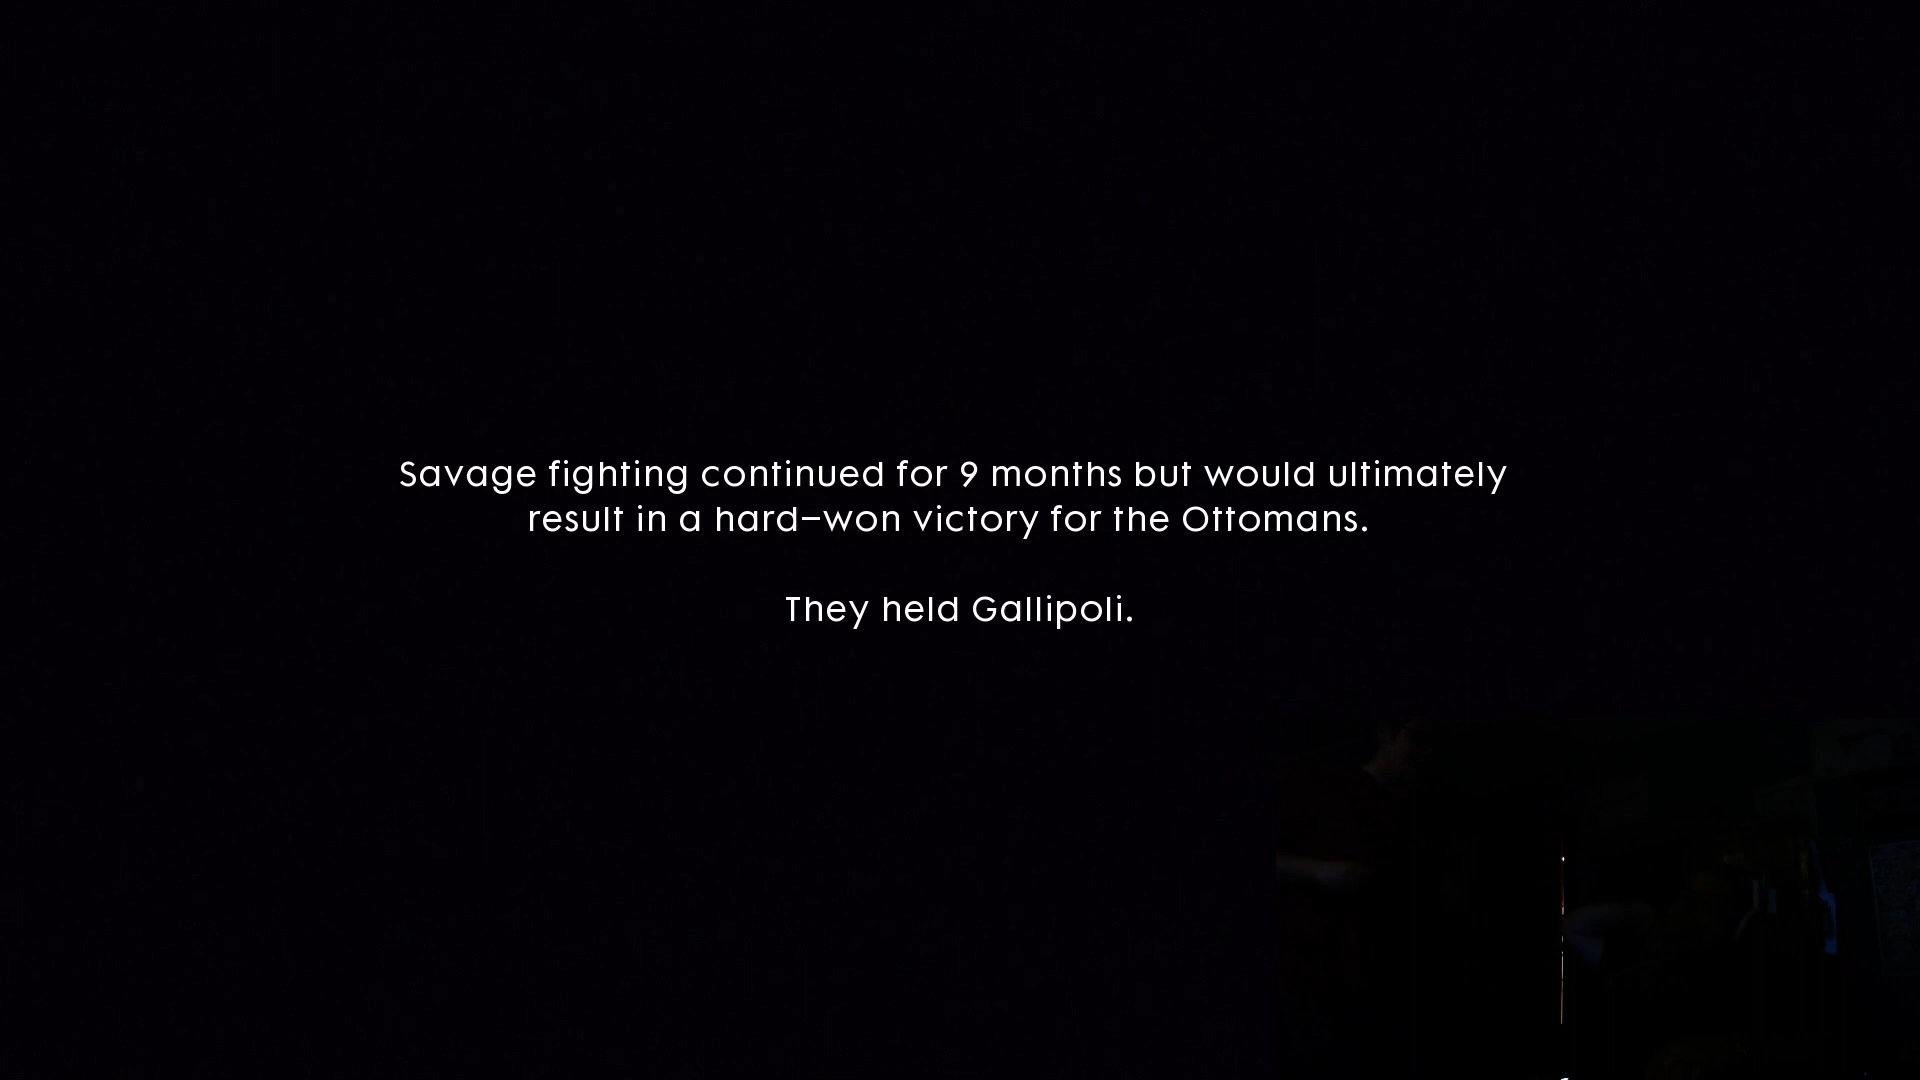 Savage fighting continued for 9 months but would ultimately
result in a hard-won victory for the Ottomans.
They held Gallipoli.